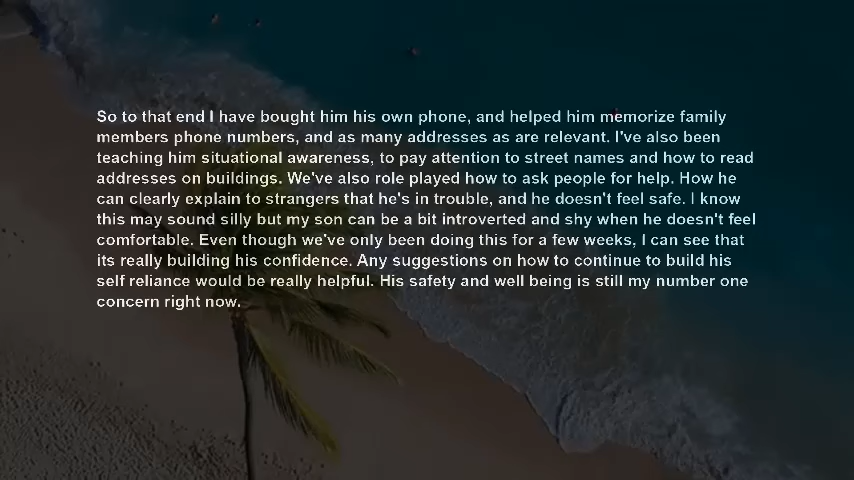 So to that end I have bought him his own phone, and helped him memorize family
members phone numbers, and as many addresses as are relevant. I've also been
teaching him situational awareness, to pay attention to street names and how to read
addresses on buildings. We've also role played how to ask people for help. How he
can clearly explain to strangers that he's in trouble, and he doesn't feel safe. I know
this may sound silly but my son can be a bit introverted and shy when he doesn't feel
comfortable. Even though we've only been doing this for a few weeks, I can see that
its really building his confidence. Any suggestions on how to continue to build his
self reliance would be really helpful. His safety and well being is still my number one
concern right now.